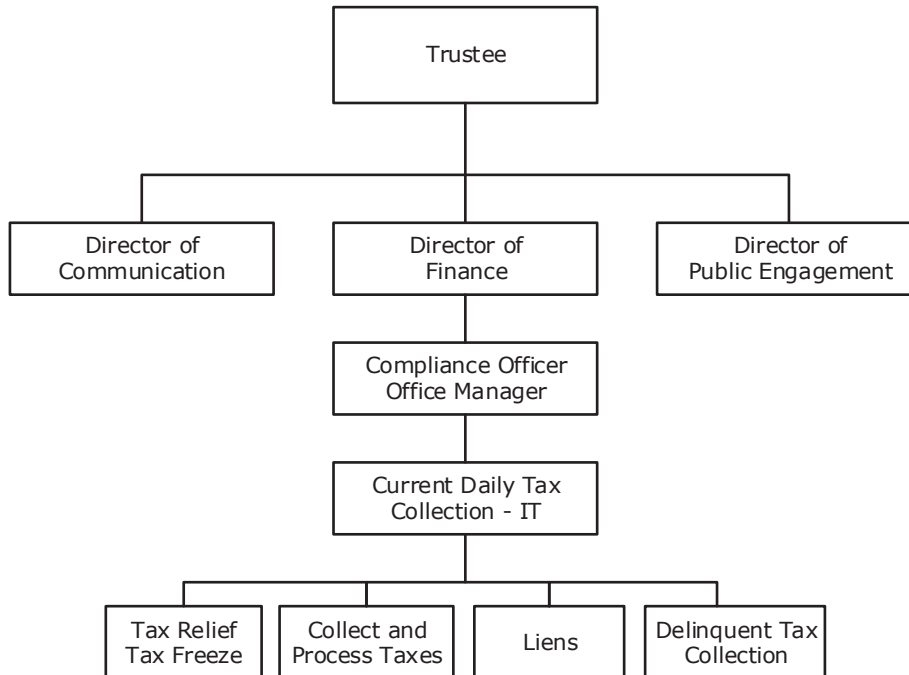 Trustee
Director of
Communication
Director of
Finance
Director of
Public Engagement
Compliance Officer
Office Manager
Current Daily Tax
Collection - IT
Tax Relief
Tax Freeze
Collect and
Process Taxes
Liens
Delinquent Tax
Collection